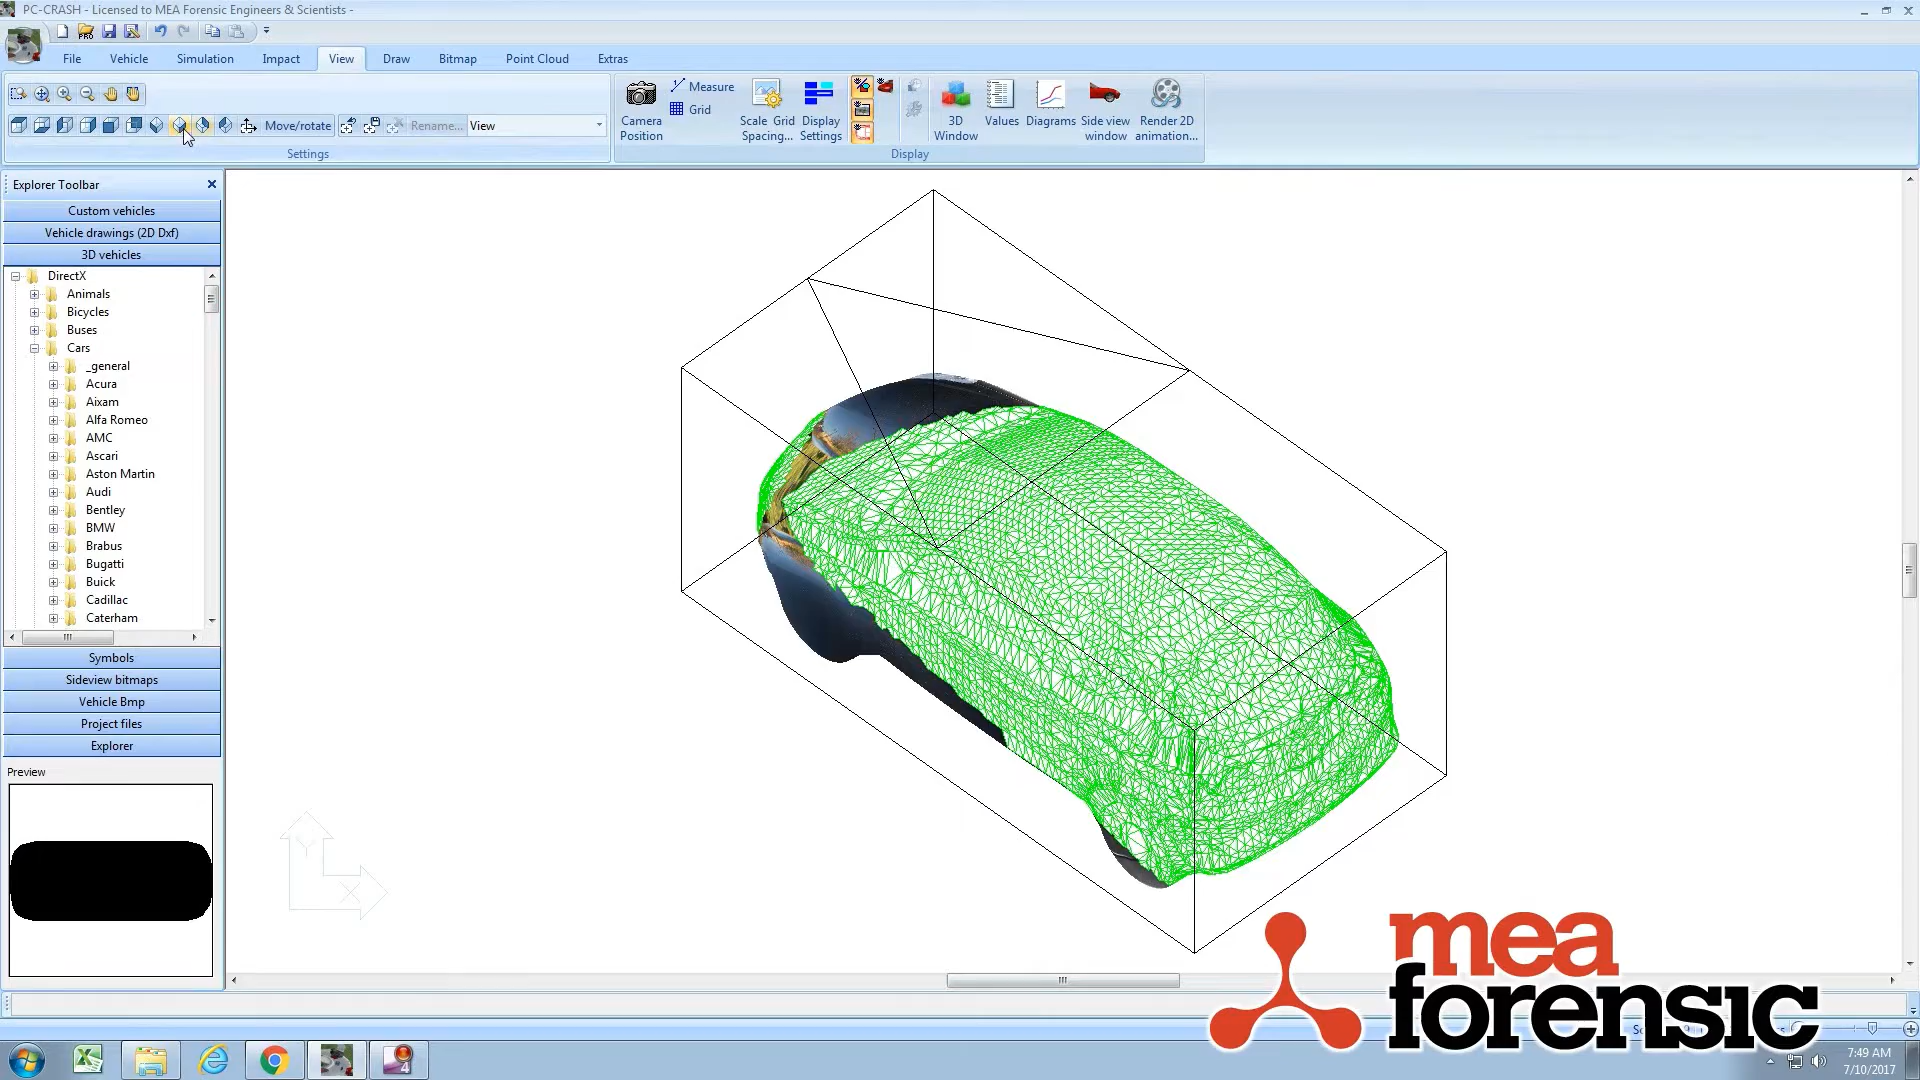 PC-CRASH - Licensed to MEA Forensic Engineers & Scientists -
PRO
File Vehicle Simulation Impact View Draw Bitmap Point Cloud Extras
Move/rotate Rename... View
Settings
Camera Position
Measure
Grid
Scale Grid Spacing...
Display Settings
3D Window
Values
Diagrams
Side view window
Render 2D animation...
Display
Explorer Toolbar
Custom vehicles
Vehicle drawings (2D Dxf)
3D vehicles
DirectX
Animals
Bicycles
Buses
Cars
_general
Acura
Aixam
Alfa Romeo
AMC
Ascari
Aston Martin
Audi
Bentley
BMW
Brabus
Bugatti
Buick
Cadillac
Caterham
Symbols
Sideview bitmaps
Vehicle Bmp
Project files
Explorer
Preview
Y
X
mea
forensic
4
7:49 AM
7/10/2017